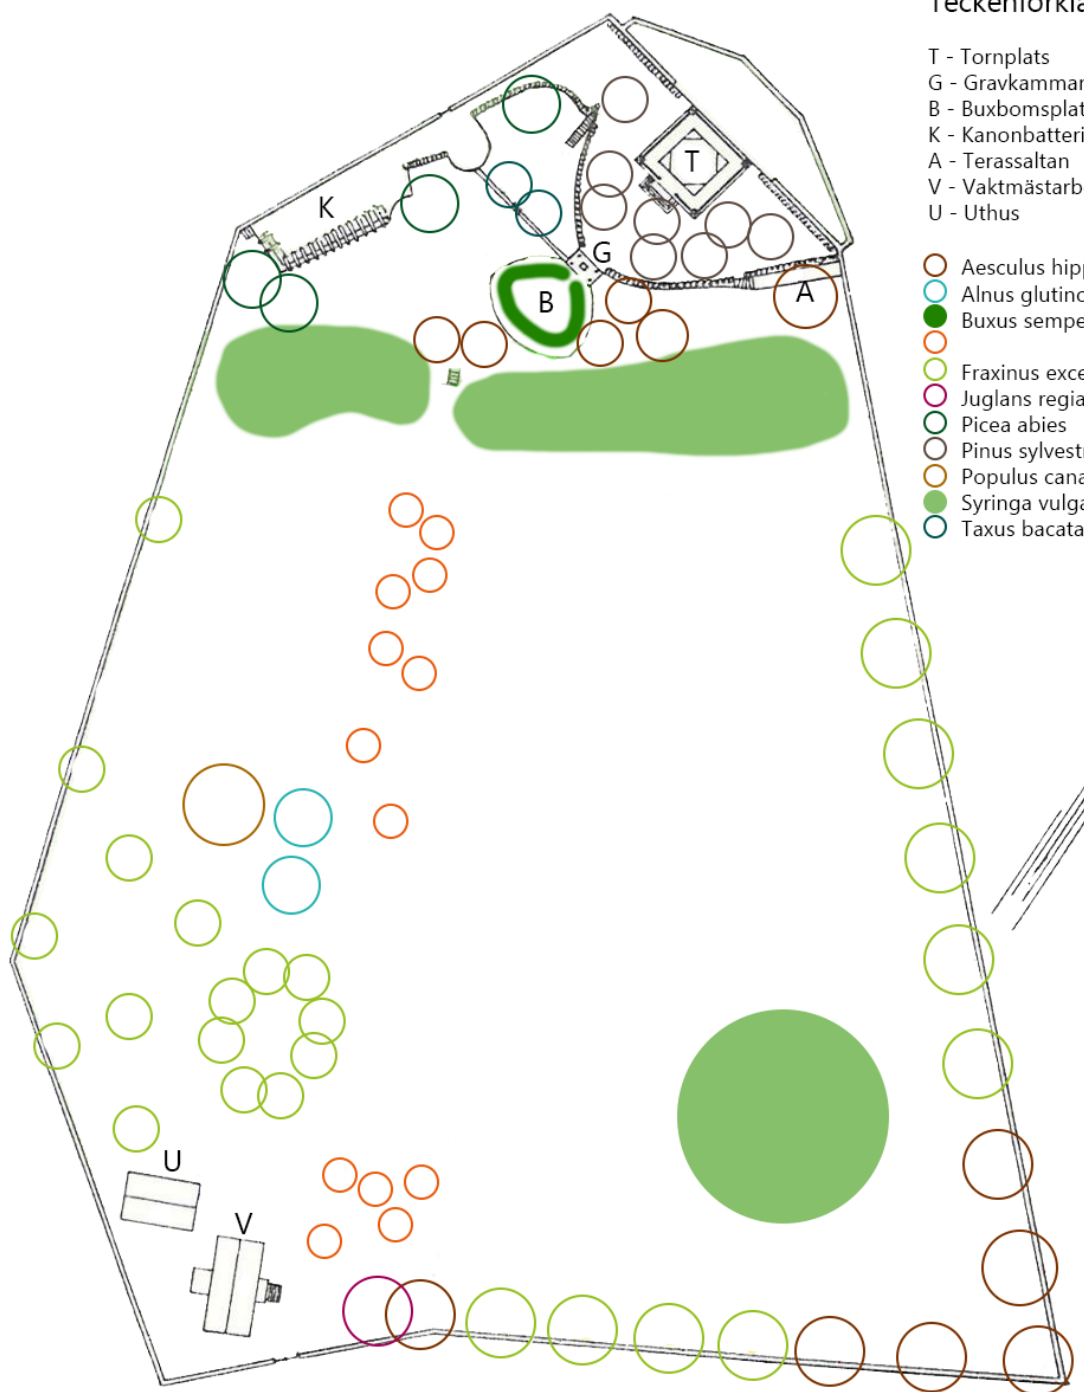 Teckenförkla
T - Tornplats
G - Gravkammar
B - Buxbomsplat
K - Kanonbatteri
A - Terassaltan
V - Vaktmästarb
U - Uthus
Aesculus hipp
Alnus glutino
Buxus sempe
Fraxinus exce
Juglans regia
Picea abies
Pinus sylvestr
Populus cana
Syringa vulga
Taxus bacata
T
K
G
B
A
U
V